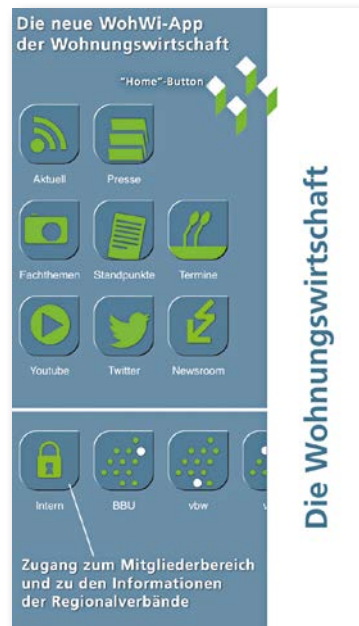 Die neue WohWi-App
der Wohnungswirtschaft
"Home"-Button
Aktuell Presse
Fachthemen Standpunkte Termine
Youtube Twitter Newsroom
Intern BBU vbw
Zugang zum Mitgliederbereich
und zu den Informationen
der Regionalverbände
Die Wohnungswirtschaft